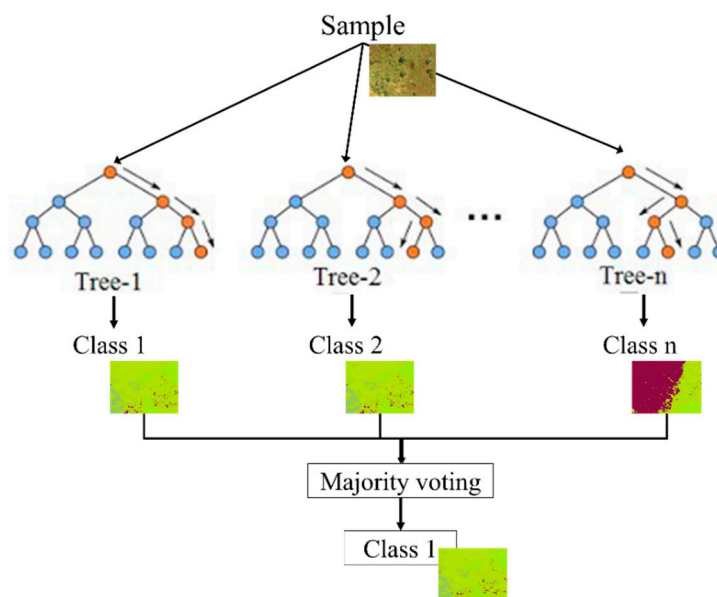 Sample
Tree-1
Tree-2
...
Tree-n
Class 1
Class 2
Class n
Majority voting
Class 1